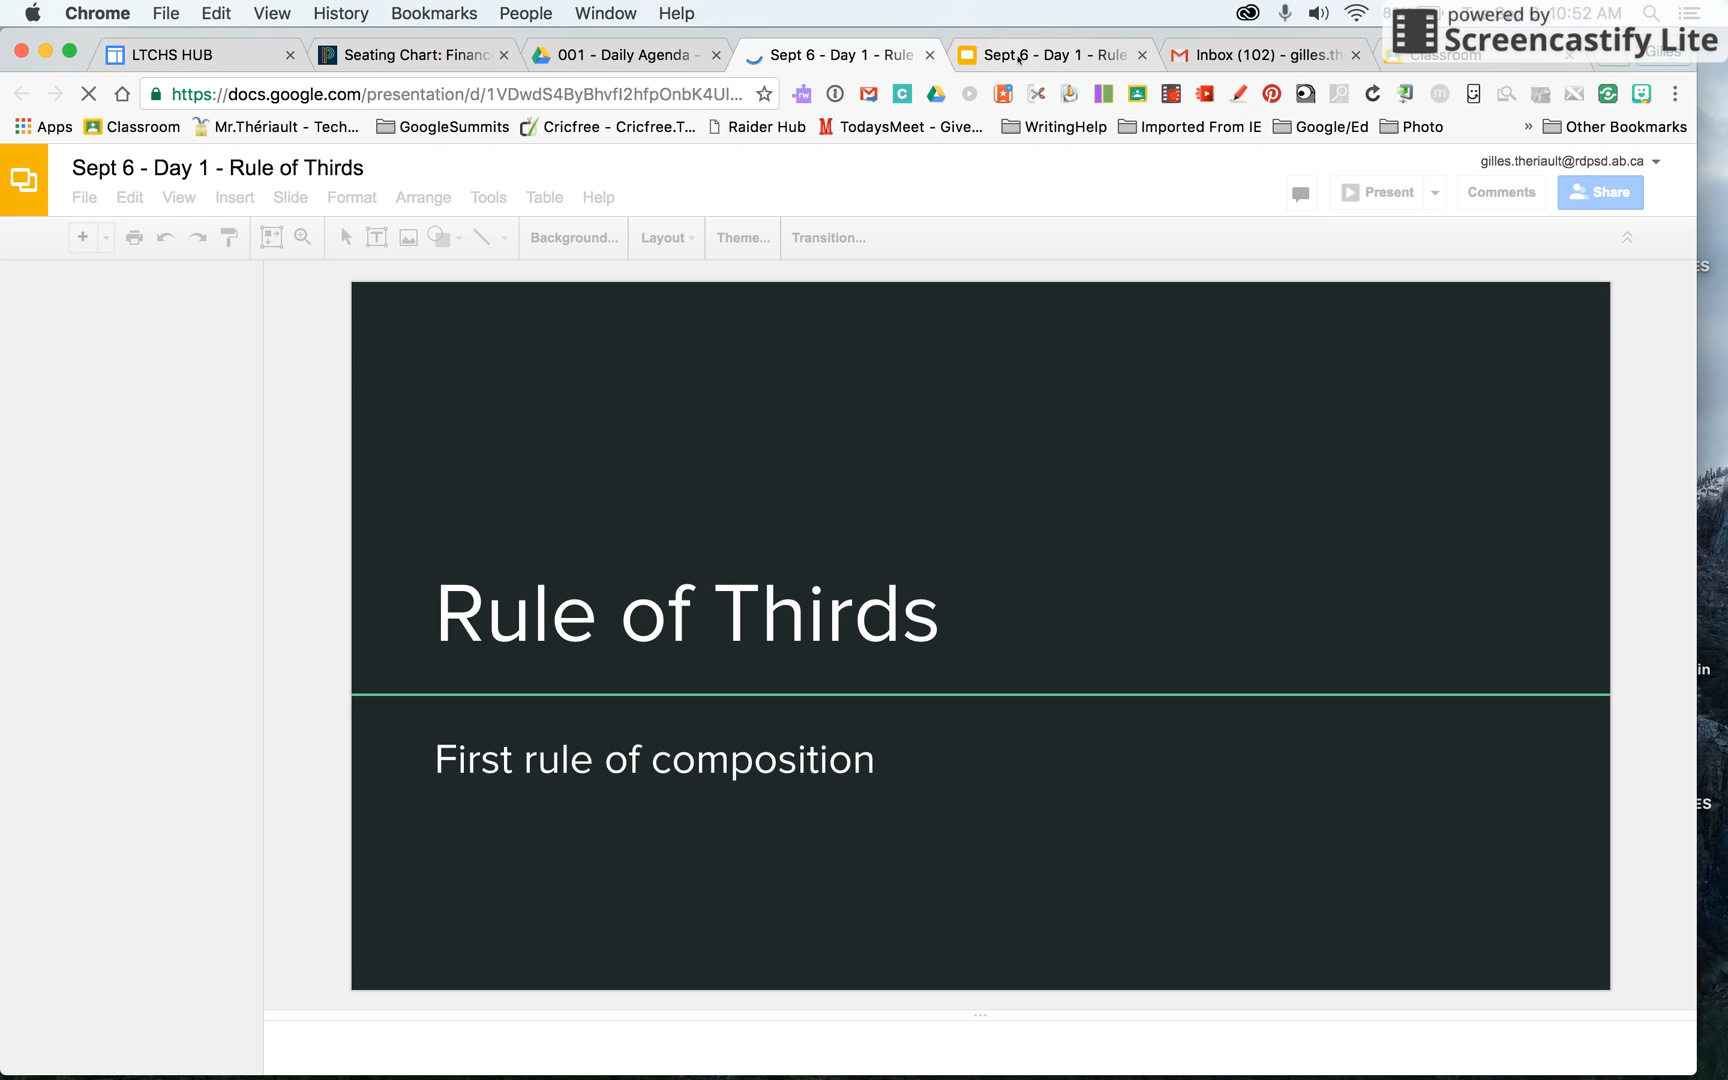 Chrome File Edit View History Bookmarks People Window Help
10:52 AM
powered by
Screencastify Lite
LTCHS HUB
Seating Chart: Financ
001 - Daily Agenda -
Sept 6 - Day 1 - Rule
Sept 6 - Day 1 - Rule
Inbox (102) - gilles.th
Classroom
https://docs.google.com/presentation/d/1VDwdS4ByBhvfI2hfpOnbK4Ul...
Apps Classroom Mr.Thériault - Tech... GoogleSummits Cricfree - Cricfree.T... Raider Hub TodaysMeet - Give... WritingHelp Imported From IE Google/Ed Photo » Other Bookmarks
Sept 6 - Day 1 - Rule of Thirds
gilles.theriault@rdpsd.ab.ca
File Edit View Insert Slide Format Arrange Tools Table Help
Present Comments Share
Background... Layout Theme... Transition...
Rule of Thirds
First rule of composition
ES
in
ES